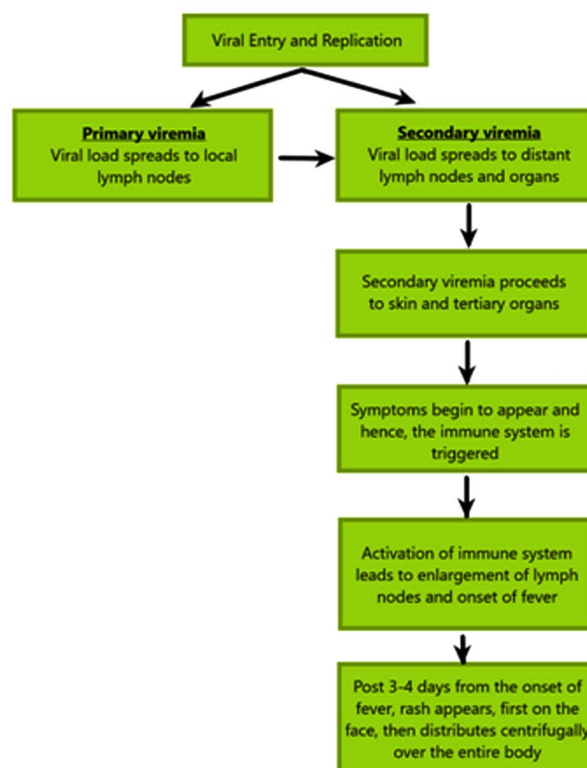 Viral Entry and Replication
Primary viremia
Viral load spreads to local
lymph nodes
Secondary viremia
Viral load spreads to distant
lymph nodes and organs
Secondary viremia proceeds
to skin and tertiary organs
Symptoms begin to appear and
hence, the immune system is
triggered
Activation of immune system
leads to enlargement of lymph
nodes and onset of fever
Post 3-4 days from the onset of
fever, rash appears, first on the
face, then distributes centrifugally
over the entire body